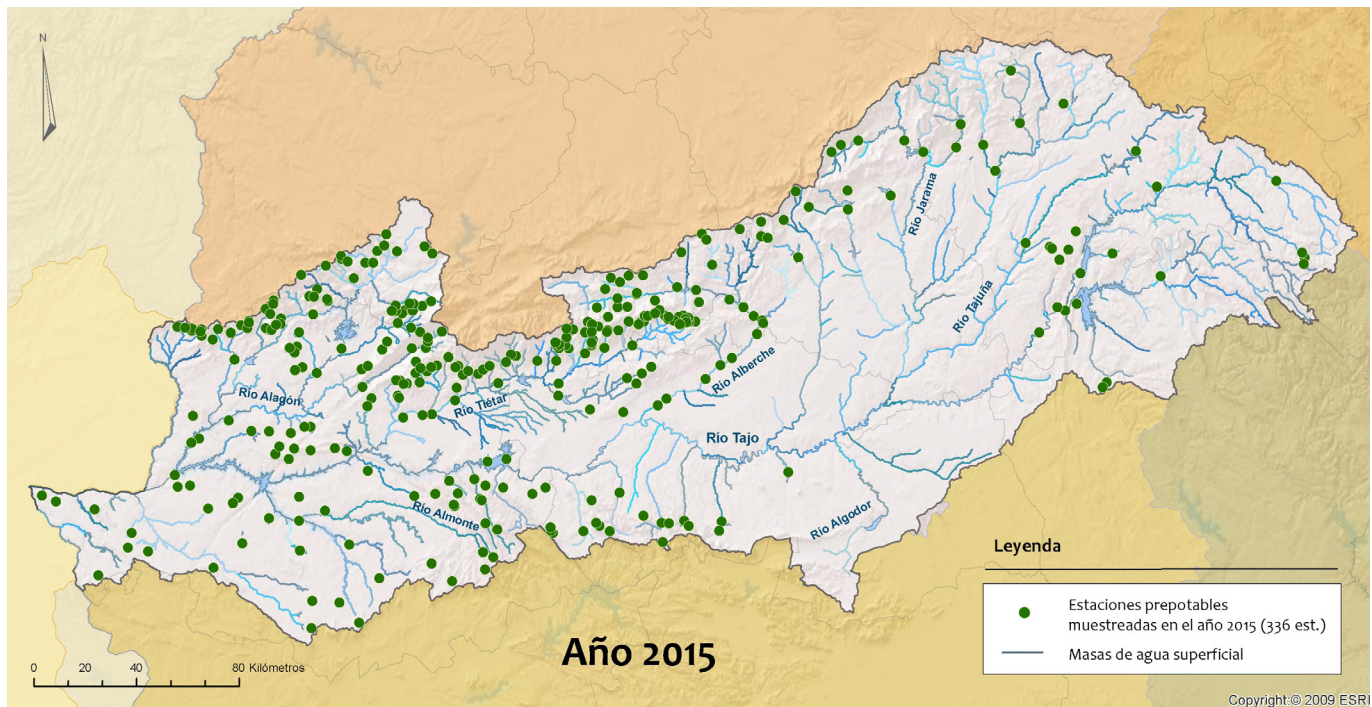 N
Río Jarama
Río Tajuña
Río Alberche
Río Alagón
Río Tiétar
Río Tajo
Río Almonte
Río Algodor
Leyenda
Estaciones prepotables
muestreadas en el año 2015 (336 est.)
Masas de agua superficial
Año 2015
0 20 40 80 Kilómetros
Copyright:© 2009 ESRI